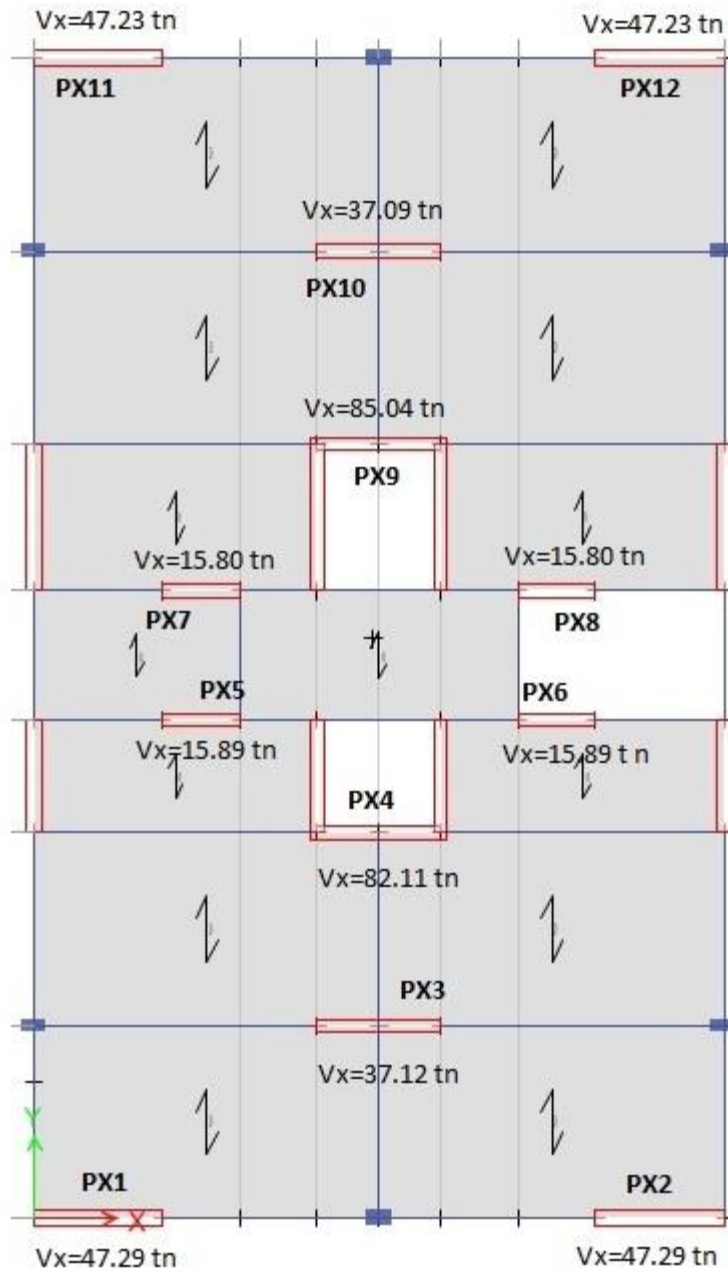 Vx=47.23 tn Vx=47.23 tn
PX11 PX12
Vx=37.09 tn
PX10
Vx=85.04 tn
PX9
Vx=15.80 tn Vx=15.80 tn
PX7 PX8
PX5 PX6
Vx=15.89 tn Vx=15.89 t n
PX4
Vx=82.11 tn
PX3
Vx=37.12 tn
Y
PX1 PX2
X
Vx=47.29 tn Vx=47.29 tn